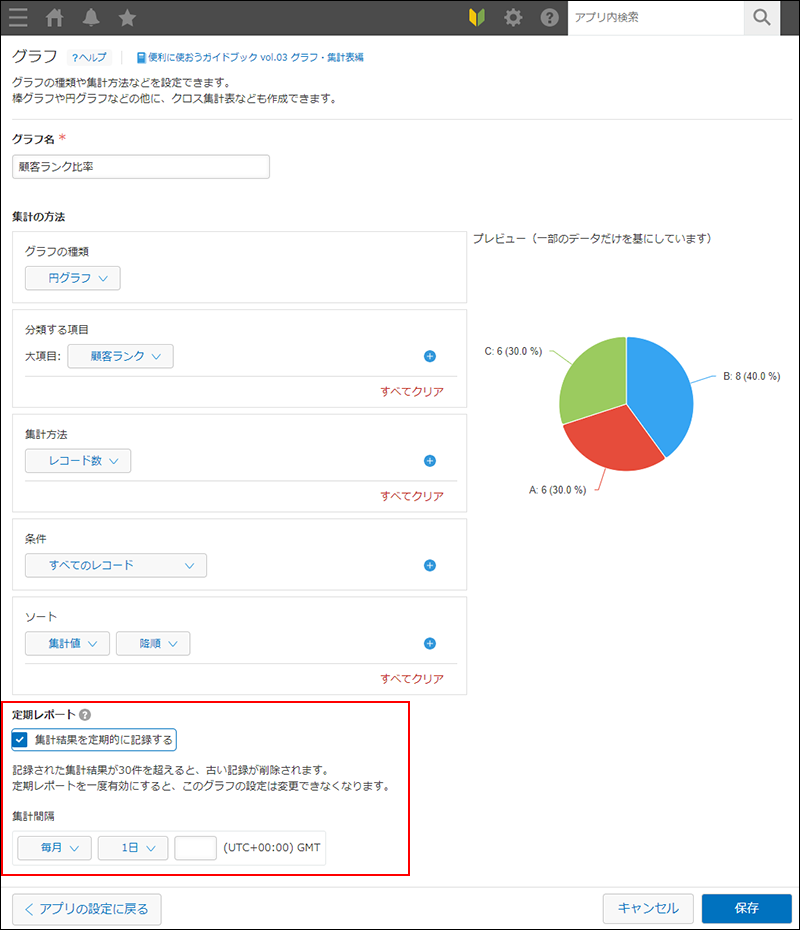 アプリ内検索
グラフ ?ヘルプ 便利に使おうガイドブック vol.03 グラフ・集計表編
グラフの種類や集計方法などを設定できます。
棒グラフや円グラフなどの他に、クロス集計表なども作成できます。
グラフ名 *
顧客ランク比率
集計の方法
プレビュー（一部のデータだけを基にしています）
グラフの種類
円グラフ
分類する項目
大項目: 顧客ランク
すべてクリア
集計方法
レコード数
すべてクリア
条件
すべてのレコード
ソート
集計値 降順
すべてクリア
C: 6 (30.0 %)
B: 8 (40.0 %)
A: 6 (30.0 %)
定期レポート ?
集計結果を定期的に記録する
記録された集計結果が30件を超えると、古い記録が削除されます。
定期レポートを一度有効にすると、このグラフの設定は変更できなくなります。
集計間隔
毎月 1日 (UTC+00:00) GMT
アプリの設定に戻る キャンセル 保存